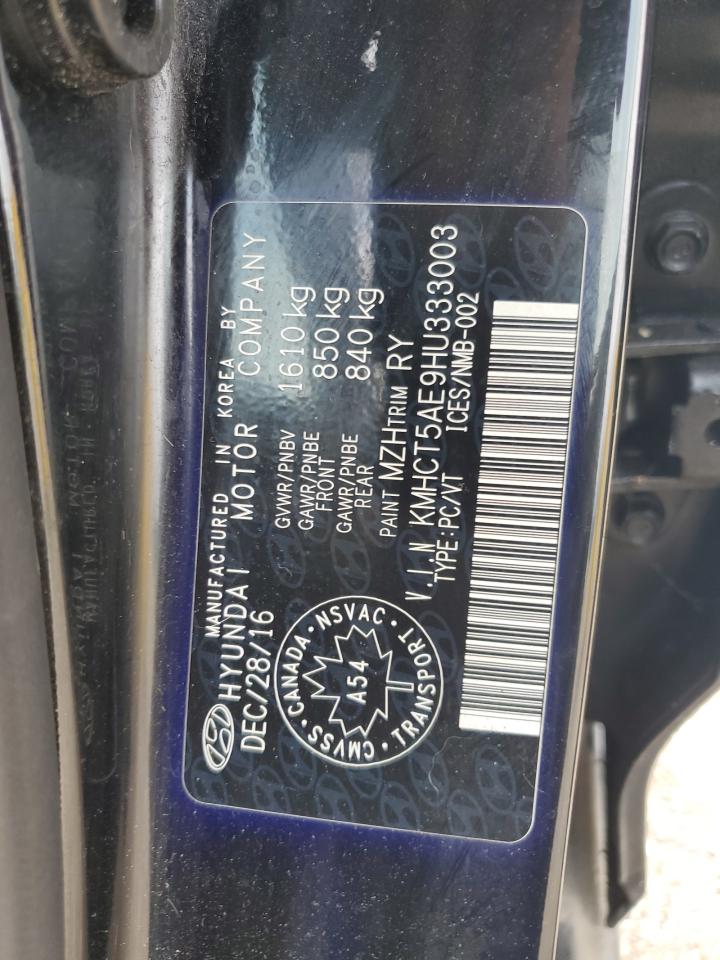 MANUFACTURED IN KOREA BY
HYUNDAI MOTOR COMPANY
DEC/28/16
GVWR/PNBV 1610 kg
GAWR/PNBE FRONT 850 kg
GAWR/PNBE REAR 840 kg
PAINT MZH TRIM RY
V.I.N KMHCT5AE9HU333003
TYPE:PC/VT ICES/NMB-002
CANADA · NSVAC · TRANSPORT · CMVSS ·
A54